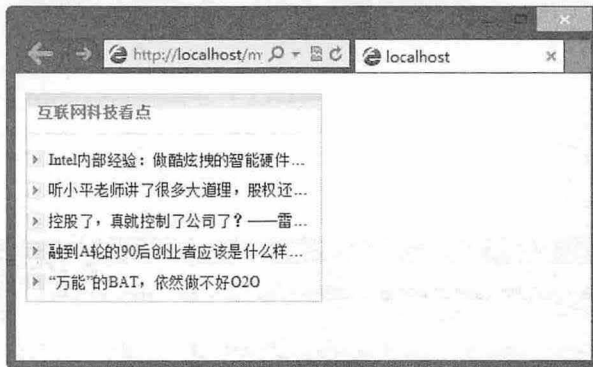 http://localhost/m
localhost
互联网科技看点
Intel内部经验：做酷炫拽的智能硬件...
听小平老师讲了很多大道理，股权还...
控股了，真就控制了公司了？——雷...
融到A轮的90后创业者应该是什么样...
“万能”的BAT，依然做不好O2O